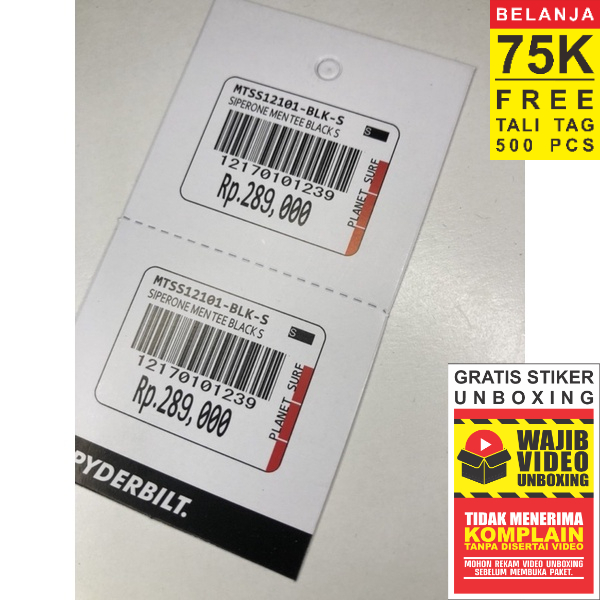 BELANJA
75K
FREE
TALI TAG
500 PCS
MTSS12101-BLK-S
SIPERONE MEN TEE BLACK S
S
12170101239
Rp.289,000
PLANET SURF
MTSS12101-BLK-S
SIPERONE MEN TEE BLACK S
S
12170101239
Rp.289,000
PLANET SURF
RYDERBILT.
GRATIS STIKER
UNBOXING
WAJIB
VIDEO
UNBOXING
TIDAK MENERIMA
KOMPLAIN
TANPA DISERTAI VIDEO
MOHON REKAM VIDEO UNBOXING
SEBELUM MEMBUKA PAKET.